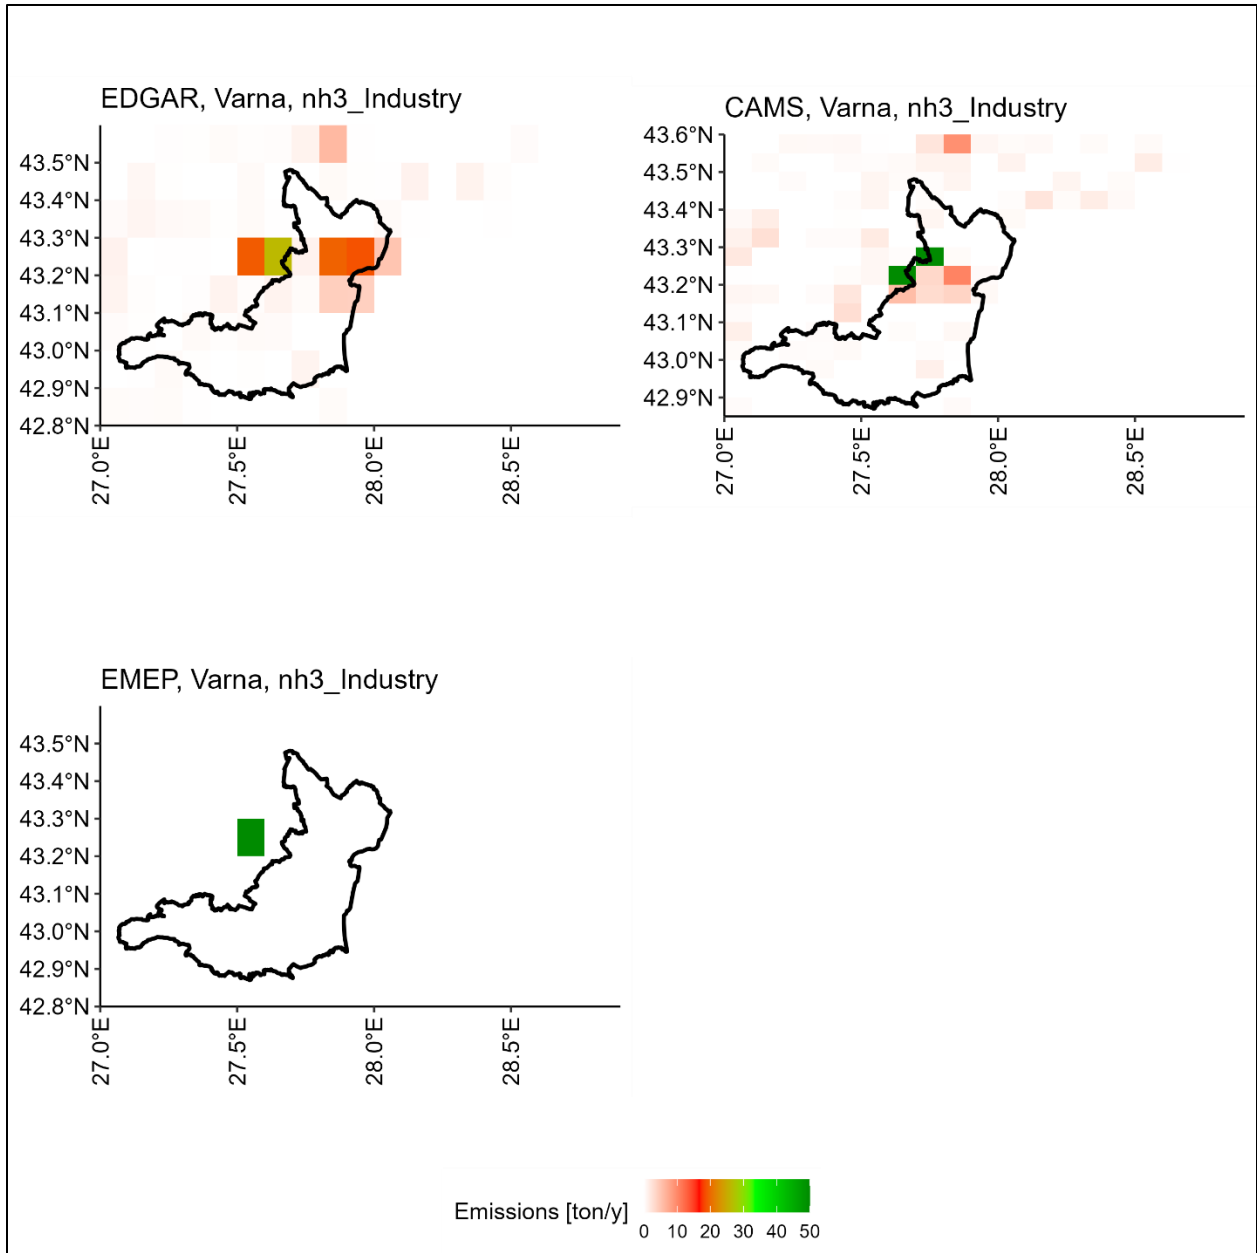 EDGAR, Varna, nh3_Industry
43.5°N
43.4°N
43.3°N
43.2°N
43.1°N
43.0°N
42.9°N
42.8°N
27.0°E
27.5°E
28.0°E
28.5°E
CAMS, Varna, nh3_Industry
43.6°N
43.5°N
43.4°N
43.3°N
43.2°N
43.1°N
43.0°N
42.9°N
27.0°E
27.5°E
28.0°E
28.5°E
EMEP, Varna, nh3_Industry
43.5°N
43.4°N
43.3°N
43.2°N
43.1°N
43.0°N
42.9°N
42.8°N
27.0°E
27.5°E
28.0°E
28.5°E
Emissions [ton/y]
0 10 20 30 40 50